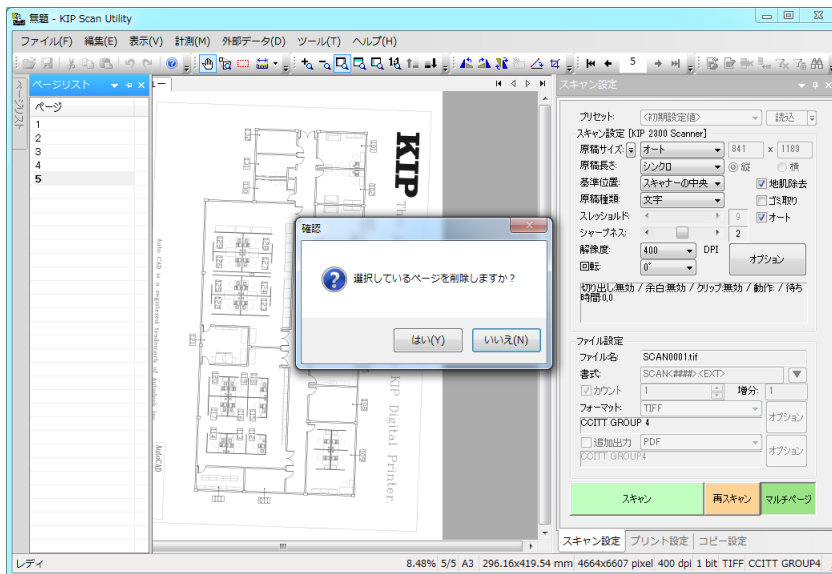 無題 - KIP Scan Utility
ファイル(F) 編集(E) 表示(V) 計測(M) 外部データ(D) ツール(T) ヘルプ(H)
5
ページリスト
ページリスト
スキャン設定
ページ
1
2
3
4
5
KIP
KIP Digital Printer.
Auto CAD is a registered trademark of Autodesk Inc.
AutoCAD
確認
選択しているページを削除しますか？
はい(Y) いいえ(N)
プリセット: <初期設定値> 読込
スキャン設定 [KIP 2300 Scanner]
原稿サイズ: オート 841 x 1189
原稿長さ: シンクロ 縦 横
基準位置: スキャナーの中央 地肌除去
原稿種類: 文字 ゴミ取り
スレッショルド: 9 オート
シャープネス: 2
解像度: 400 DPI オプション
回転: 0°
切り出し:無効 / 余白:無効 / クリップ:無効 / 動作: / 待ち
時間:0,0
ファイル設定
ファイル名: SCAN0001.tif
書式: SCAN<####>.<EXT>
カウント 1 増分: 1
フォーマット: TIFF オプション
CCITT GROUP 4
追加出力 PDF オプション
CCITT GROUP4
スキャン 再スキャン マルチページ
スキャン設定 プリント設定 コピー設定
レディ 8.48% 5/5 A3 296.16x419.54 mm 4664x6607 pixel 400 dpi 1 bit TIFF CCITT GROUP4